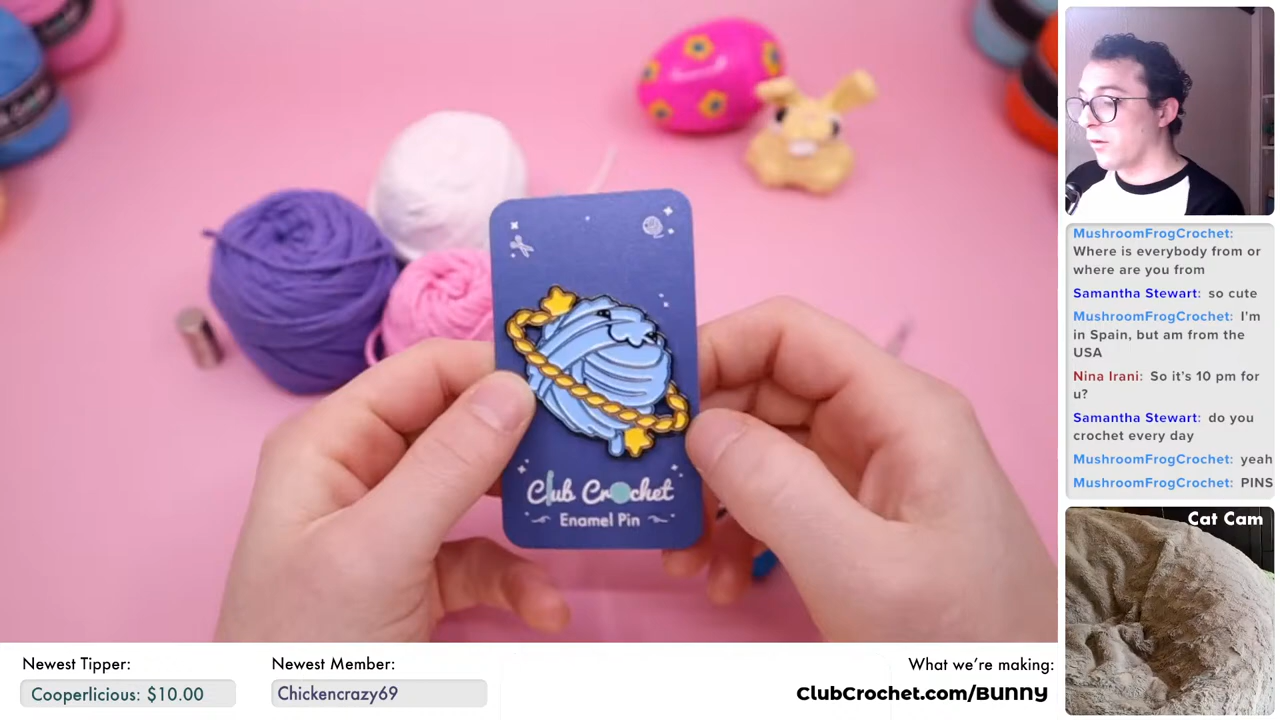 Club Crochet
Enamel Pin
MushroomFrogCrochet:
Where is everybody from or
where are you from
Samantha Stewart: so cute
MushroomFrogCrochet: I'm
in Spain, but am from the
USA
Nina Irani: So it's 10 pm for
u?
Samantha Stewart: do you
crochet every day
MushroomFrogCrochet: yeah
MushroomFrogCrochet: PINS
Cat Cam
Newest Tipper:
Cooperlicious: $10.00
Newest Member:
Chickencrazy69
What we're making:
ClubCrochet.com/BUNNY